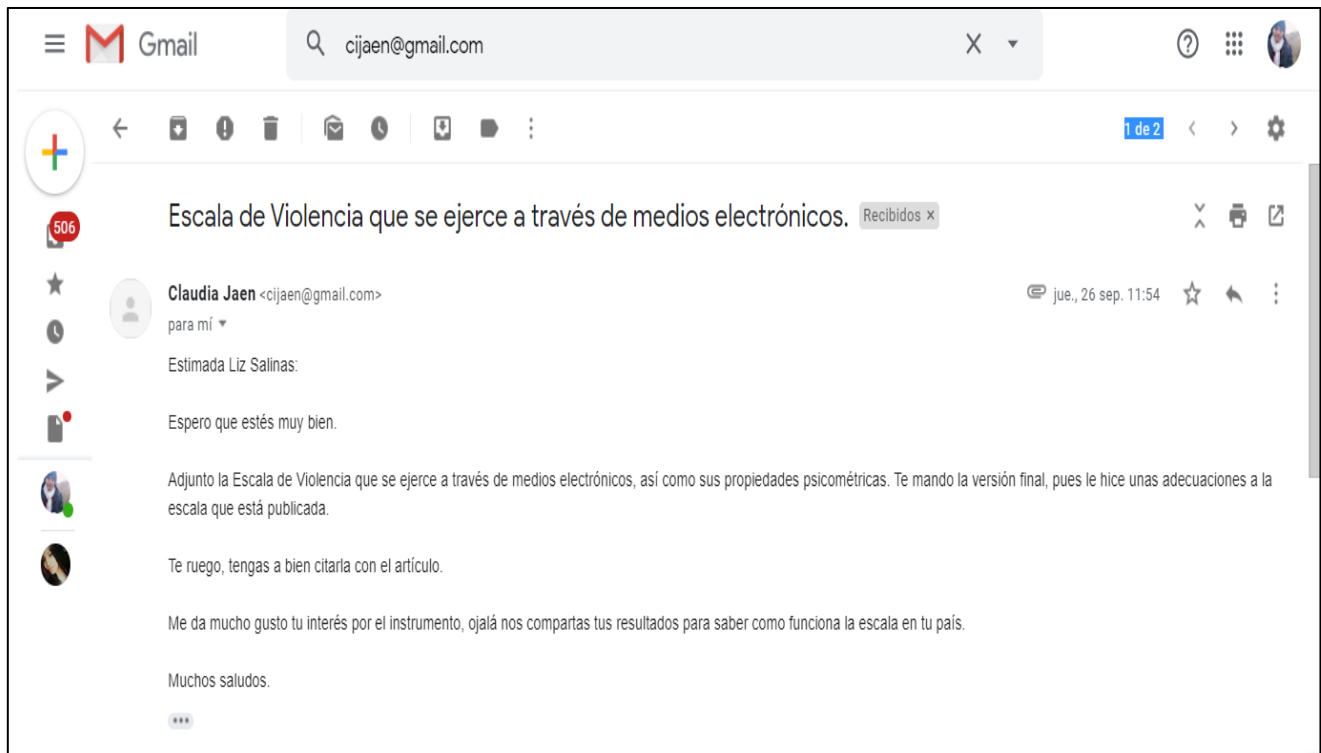 Gmail
cijaen@gmail.com
1 de 2
506
Escala de Violencia que se ejerce a través de medios electrónicos. Recibidos ×
Claudia Jaen <cijaen@gmail.com>
jue., 26 sep. 11:54
para mí
Estimada Liz Salinas:
Espero que estés muy bien.
Adjunto la Escala de Violencia que se ejerce a través de medios electrónicos, así como sus propiedades psicométricas. Te mando la versión final, pues le hice unas adecuaciones a la
escala que está publicada.
Te ruego, tengas a bien citarla con el artículo.
Me da mucho gusto tu interés por el instrumento, ojalá nos compartas tus resultados para saber como funciona la escala en tu país.
Muchos saludos.